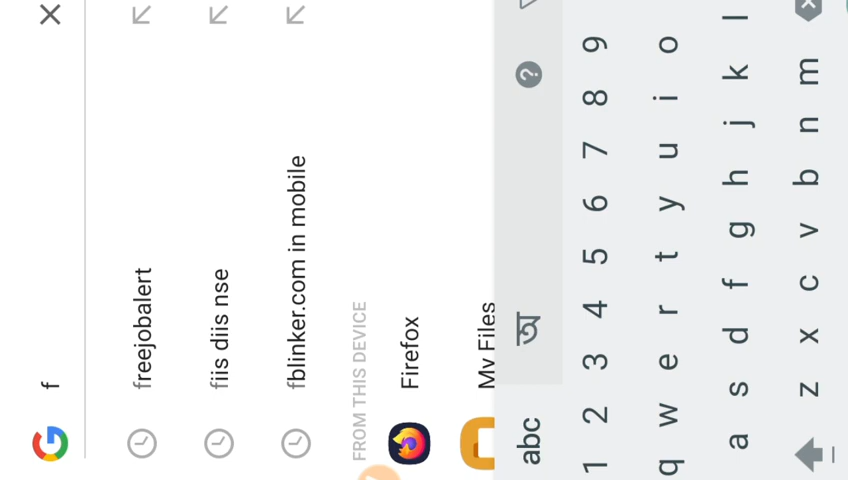 f
freejobalert
fiis diis nse
fblinker.com in mobile
FROM THIS DEVICE
Firefox
My Files
abc अ
1 2 3 4 5 6 7 8 9
q w e r t y u i o
a s d f g h j k l
z x c v b n m